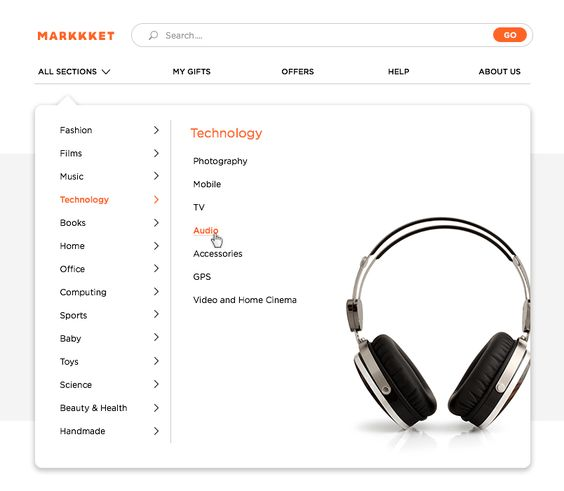 MARKKKET
Search....
GO
ALL SECTIONS
MY GIFTS
OFFERS
HELP
ABOUT US
Fashion
Films
Music
Technology
Books
Home
Office
Computing
Sports
Baby
Toys
Science
Beauty & Health
Handmade
Technology
Photography
Mobile
TV
Audio
Accessories
GPS
Video and Home Cinema